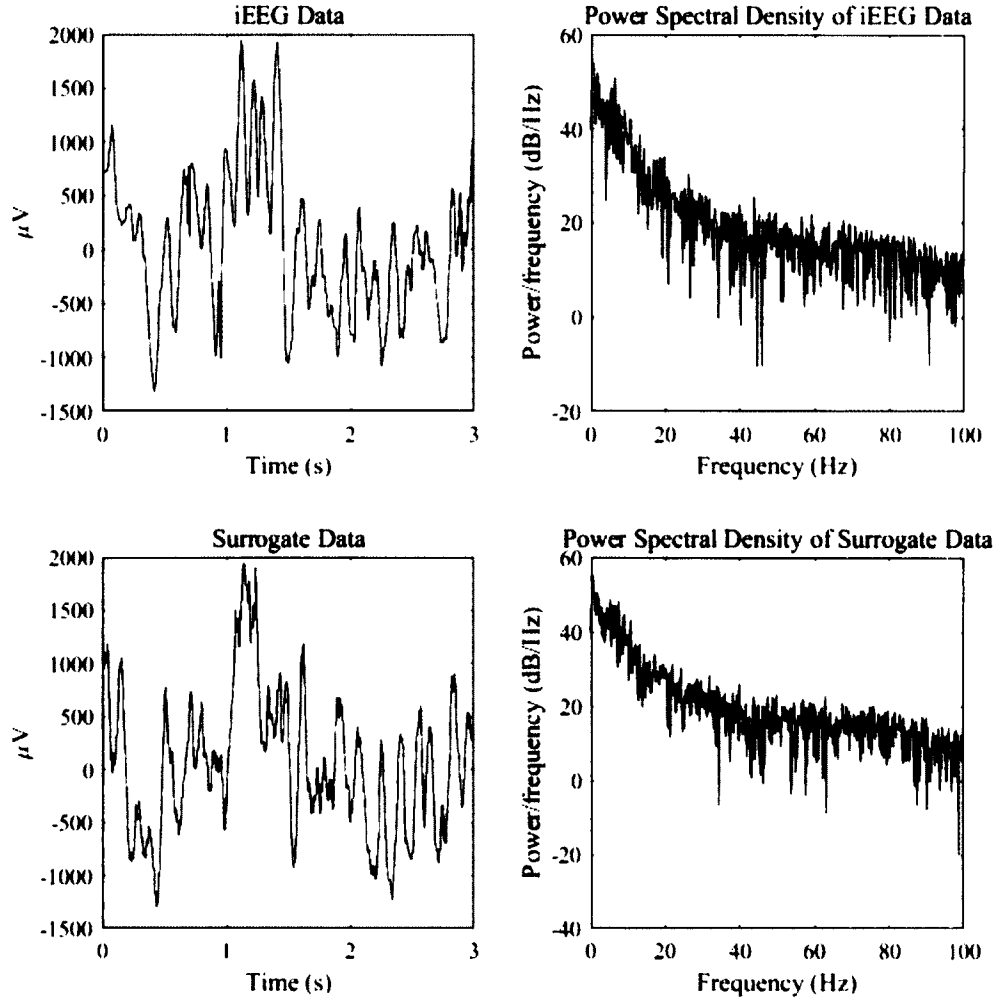 iEEG Data
2000
1500
1000
500
0
-500
-1000
-1500
μV
0 1 2 3
Time (s)
Power Spectral Density of iEEG Data
60
40
20
0
-20
Power/frequency (dB/Hz)
0 20 40 60 80 100
Frequency (Hz)
Surrogate Data
2000
1500
1000
500
0
-500
-1000
-1500
μV
0 1 2 3
Time (s)
Power Spectral Density of Surrogate Data
60
40
20
0
-20
-40
Power/frequency (dB/Hz)
0 20 40 60 80 100
Frequency (Hz)